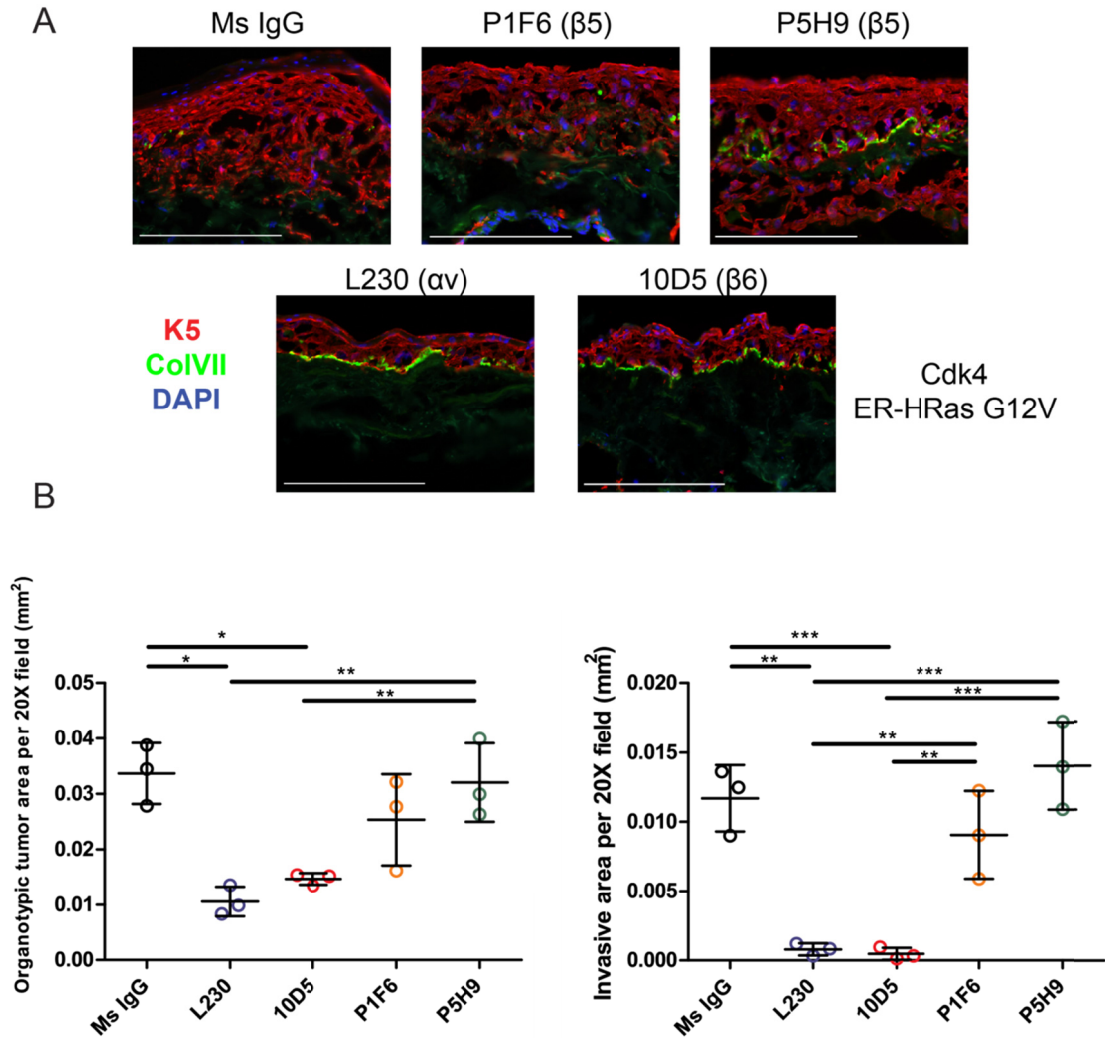 A
Ms IgG P1F6 (β5) P5H9 (β5)
L230 (αv) 10D5 (β6)
K5
ColVII
DAPI
Cdk4
ER-HRas G12V
B
Organotypic tumor area per 20X field (mm²)
*
*
**
**
0.05
0.04
0.03
0.02
0.01
0.00
Ms IgG L230 10D5 P1F6 P5H9
Invasive area per 20X field (mm²)
***
**
***
***
**
**
0.020
0.015
0.010
0.005
0.000
Ms IgG L230 10D5 P1F6 P5H9